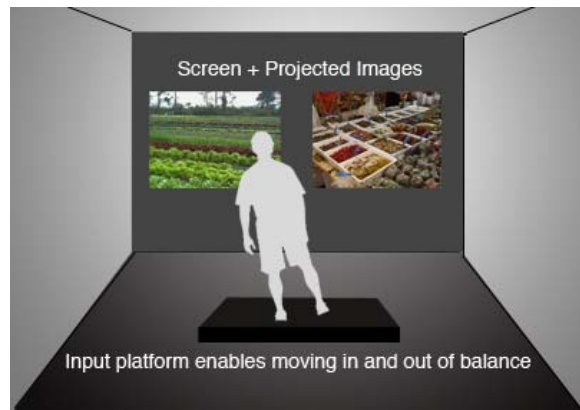 Screen + Projected Images
Input platform enables moving in and out of balance